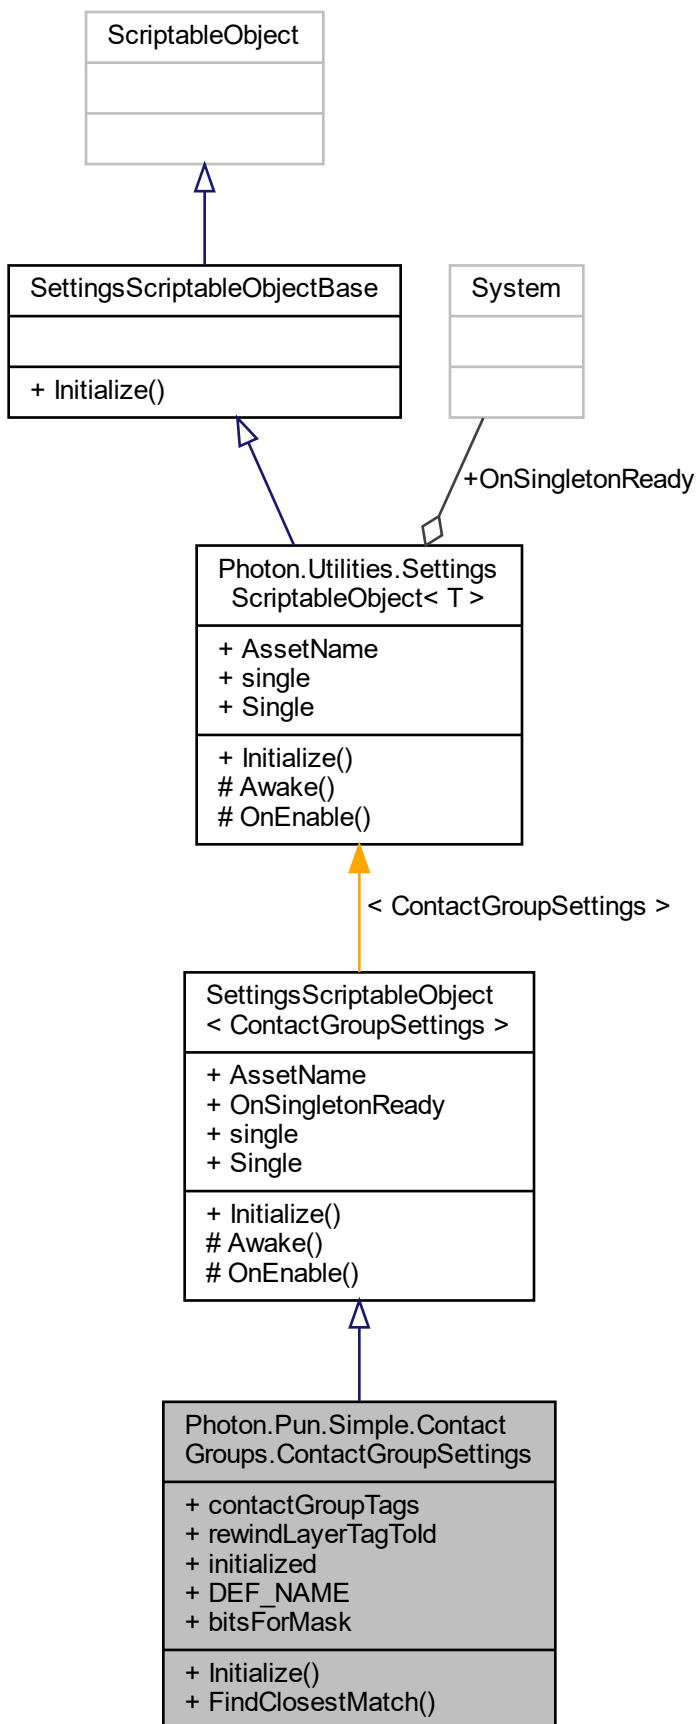 ScriptableObject
SettingsScriptableObjectBase
+ Initialize()
System
+OnSingletonReady
Photon.Utilities.Settings
ScriptableObject< T >
+ AssetName
+ single
+ Single
+ Initialize()
# Awake()
# OnEnable()
< ContactGroupSettings >
SettingsScriptableObject
< ContactGroupSettings >
+ AssetName
+ OnSingletonReady
+ single
+ Single
+ Initialize()
# Awake()
# OnEnable()
Photon.Pun.Simple.Contact
Groups.ContactGroupSettings
+ contactGroupTags
+ rewindLayerTagToId
+ initialized
+ DEF_NAME
+ bitsForMask
+ Initialize()
+ FindClosestMatch()